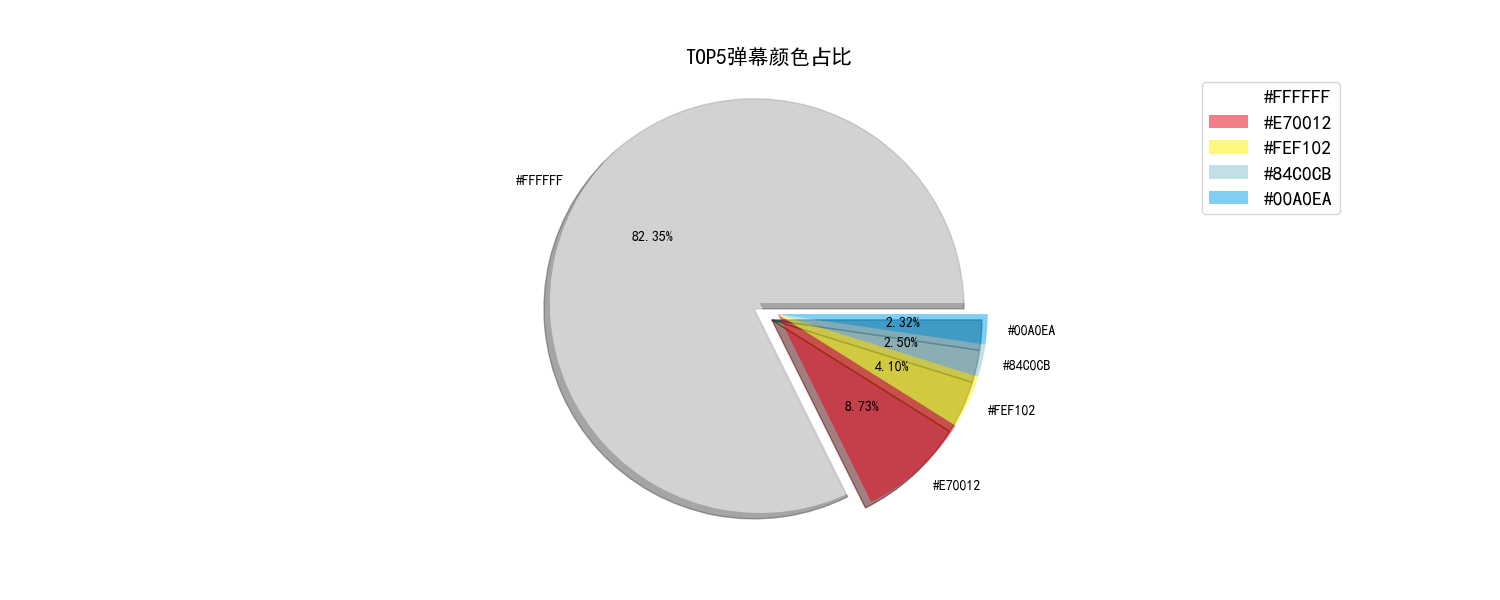 TOP5弹幕颜色占比
#FFFFFF
#E70012
#FEF102
#84C0CB
#00A0EA
#FFFFFF
82.35%
2.32%
#00A0EA
2.50%
#84C0CB
4.10%
#FEF102
8.73%
#E70012